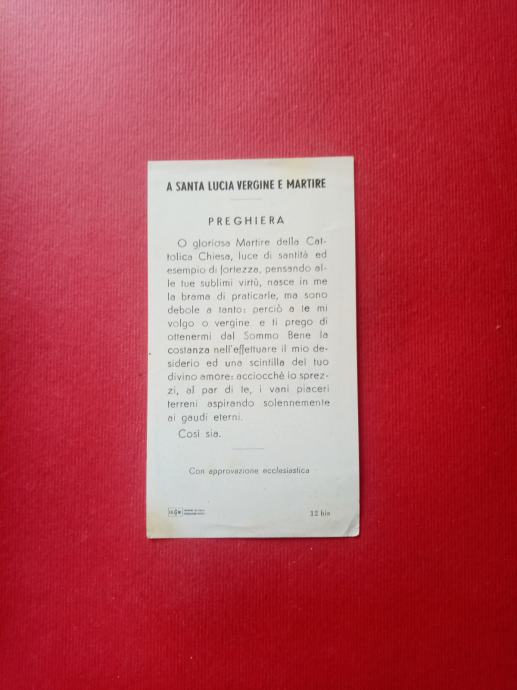 A SANTA LUCIA VERGINE E MARTIRE
PREGHIERA
O gloriosa Martire della Cat-
tolica Chiesa, luce di santità ed
esempio di fortezza, pensando al-
le tue sublimi virtù, nasce in me
la brama di praticarle, ma sono
debole a tanto: perciò a te mi
volgo o vergine e ti prego di
ottenermi dal Sommo Bene la
costanza nell'effettuare il mio de-
siderio ed una scintilla del tuo
divino amore: acciocchè io sprez-
zi, al par di te, i vani piaceri
terreni aspirando solennemente
ai gaudi eterni.
Così sia.
Con approvazione ecclesiastica
12 bis